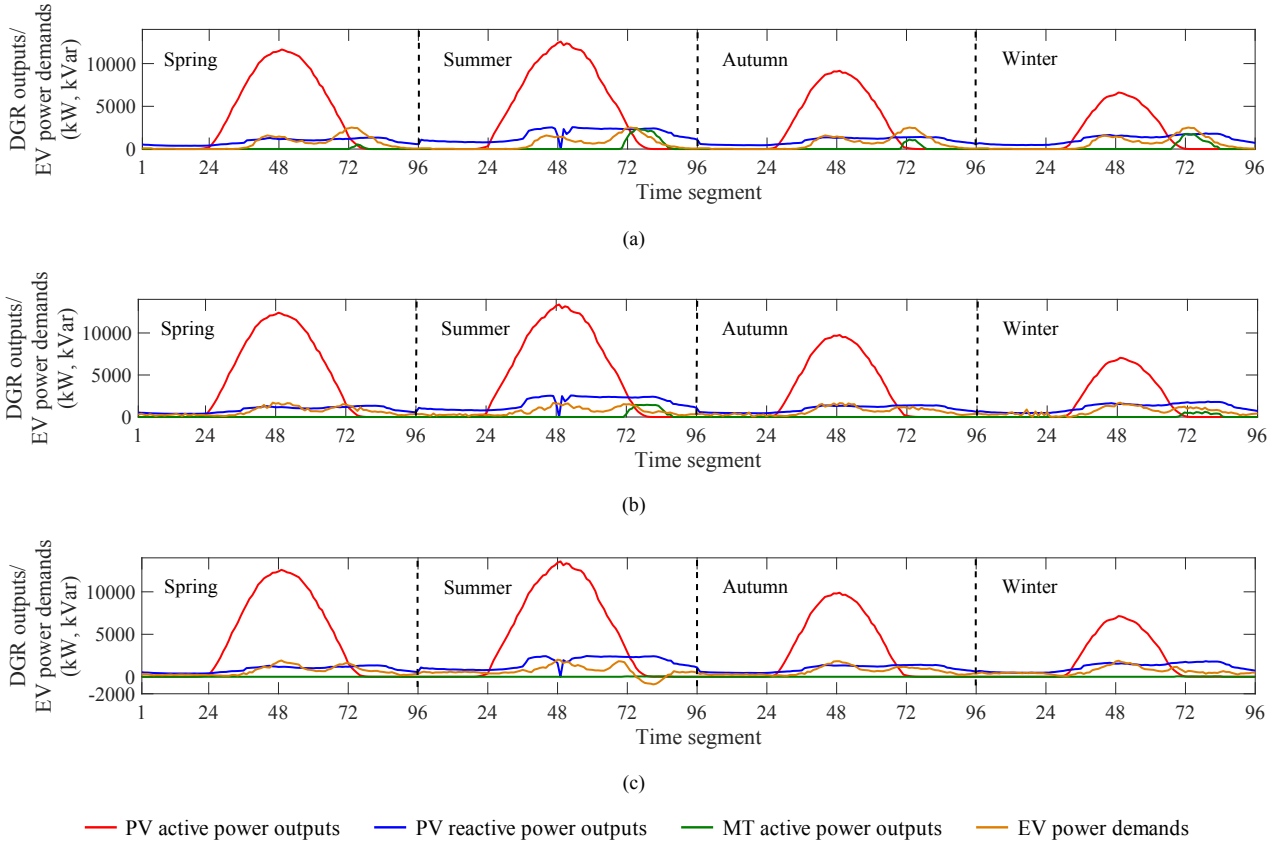 DGR outputs/
EV power demands
(kW, kVar)
10000
5000
0
Spring
Summer
Autumn
Winter
1 24 48 72 96 24 48 72 96 24 48 72 96 24 48 72 96
Time segment
(a)
DGR outputs/
EV power demands
(kW, kVar)
10000
5000
0
Spring
Summer
Autumn
Winter
1 24 48 72 96 24 48 72 96 24 48 72 96 24 48 72 96
Time segment
(b)
DGR outputs/
EV power demands
(kW, kVar)
10000
5000
0
-2000
Spring
Summer
Autumn
Winter
1 24 48 72 96 24 48 72 96 24 48 72 96 24 48 72 96
Time segment
(c)
PV active power outputs
PV reactive power outputs
MT active power outputs
EV power demands